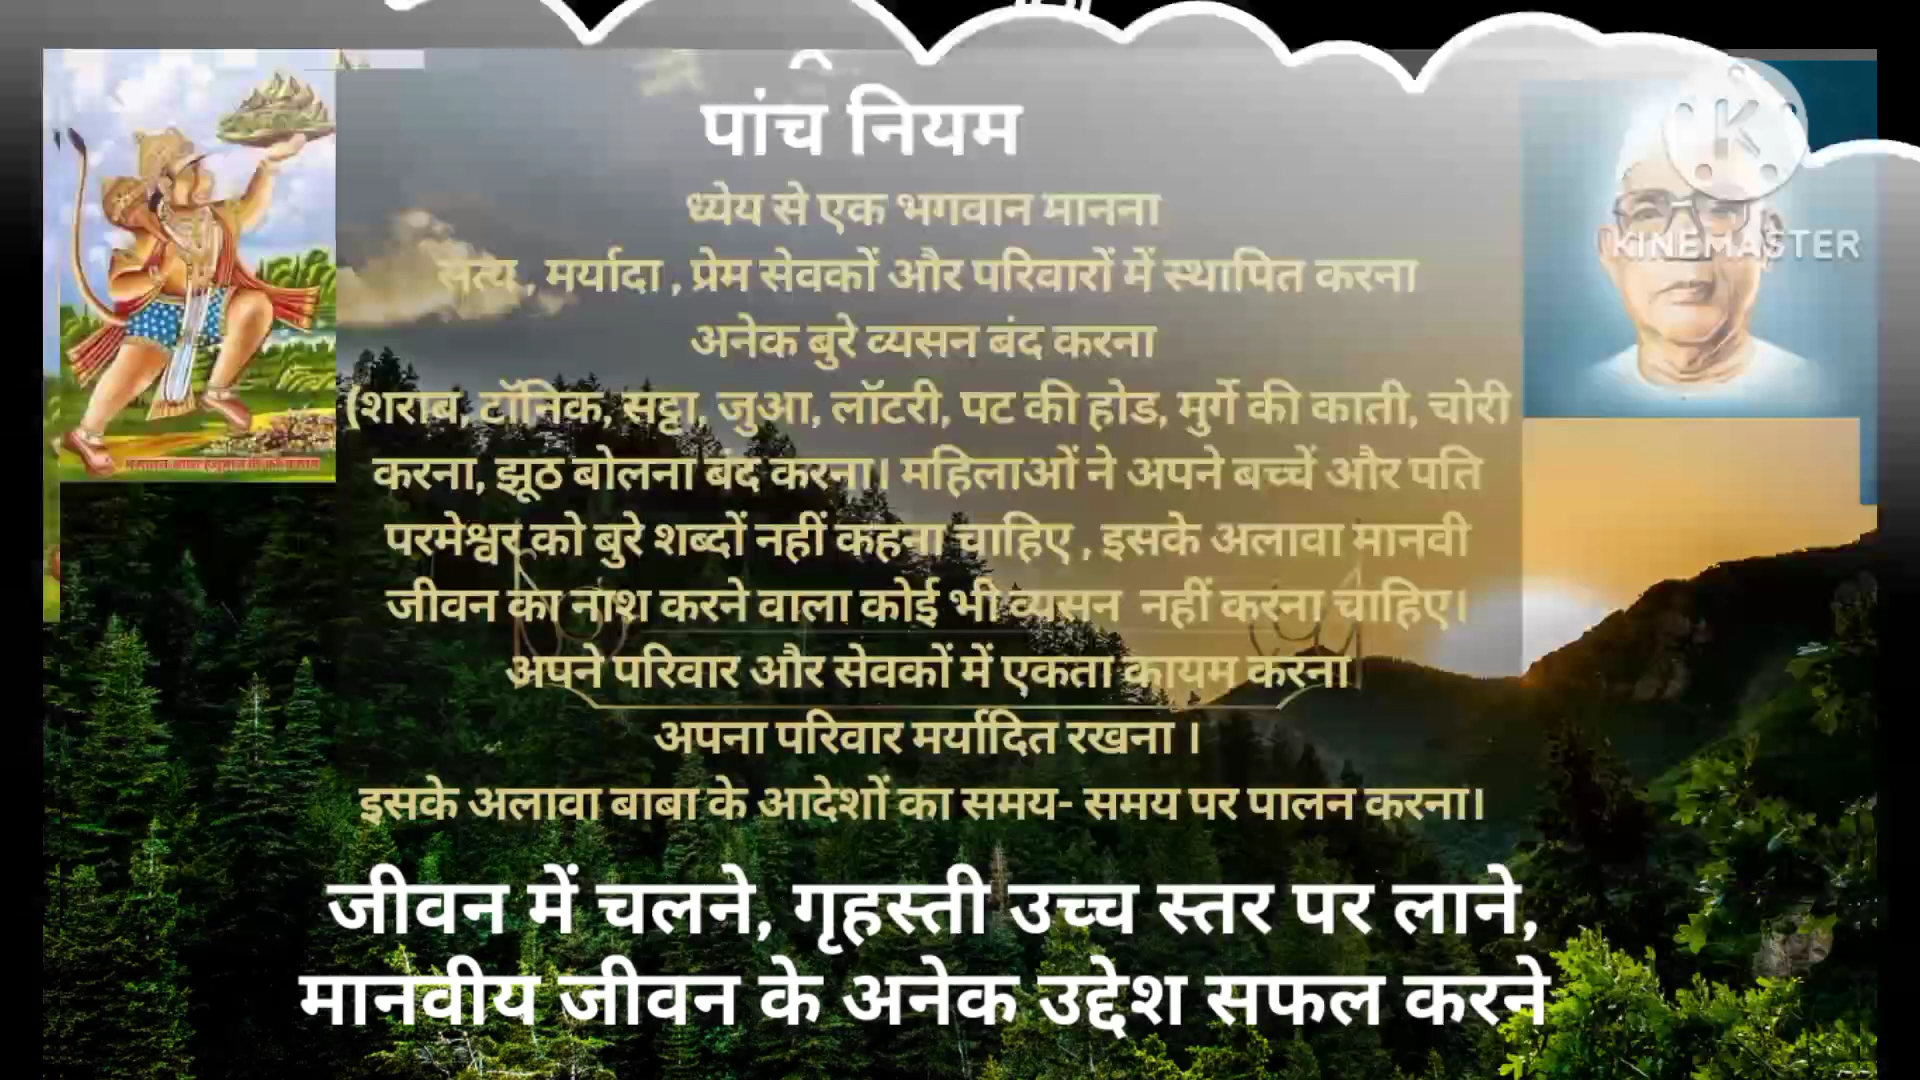 पांच नियम
ध्येय से एक भगवान मानना
सत्य , मर्यादा , प्रेम सेवकों और परिवारों में स्थापित करना
अनेक बुरे व्यसन बंद करना
(शराब, टॉनिक, सट्टा, जुआ, लॉटरी, पट की होड, मुर्गे की काती, चोरी
करना, झूठ बोलना बंद करना। महिलाओं ने अपने बच्चें और पति
परमेश्वर को बुरे शब्दों नहीं कहना चाहिए , इसके अलावा मानवी
जीवन का नाश करने वाला कोई भी व्यसन नहीं करना चाहिए।
अपने परिवार और सेवकों में एकता कायम करना
अपना परिवार मर्यादित रखना ।
इसके अलावा बाबा के आदेशों का समय- समय पर पालन करना।
जीवन में चलने, गृहस्ती उच्च स्तर पर लाने,
मानवीय जीवन के अनेक उद्देश सफल करने
K
KINEMASTER